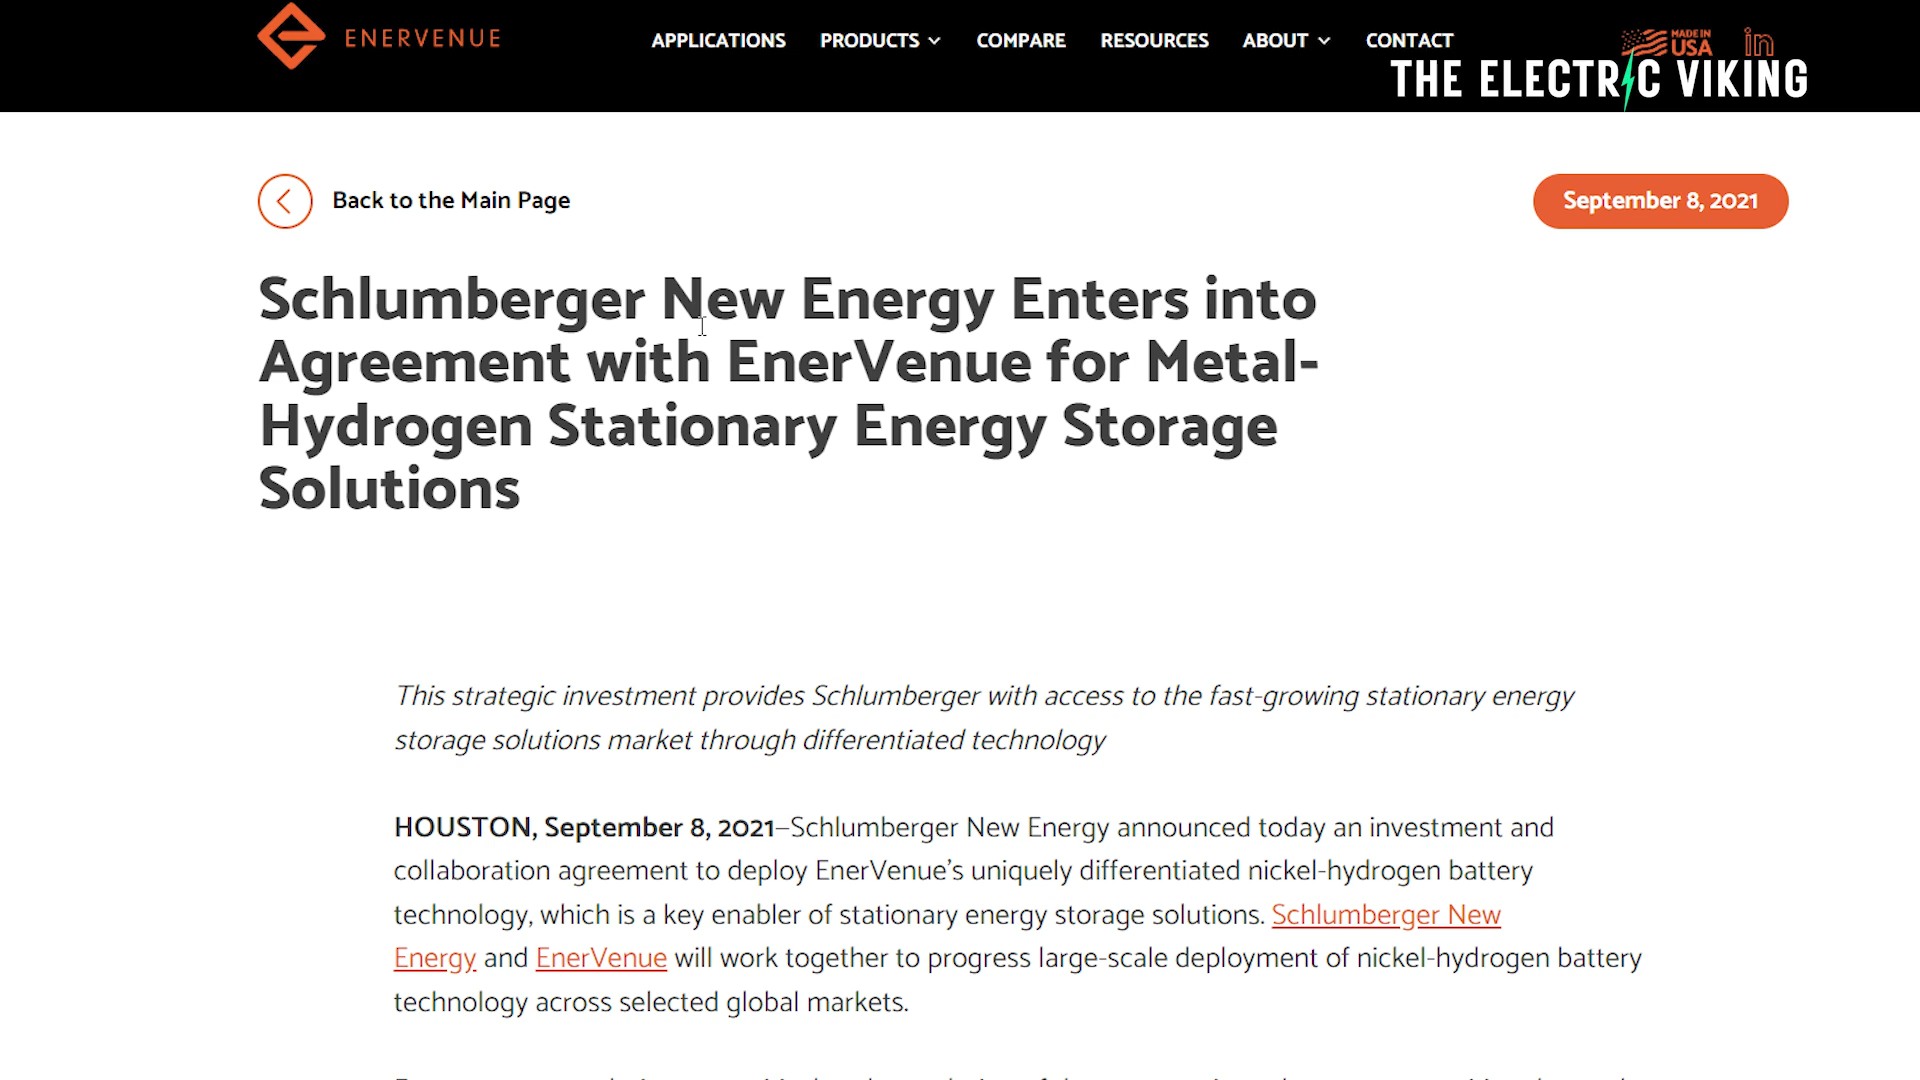 ENERVENUE
APPLICATIONS PRODUCTS COMPARE RESOURCES ABOUT CONTACT
MADE IN
USA
in
THE ELECTRIC VIKING
Back to the Main Page
September 8, 2021
Schlumberger New Energy Enters into
Agreement with EnerVenue for Metal-
Hydrogen Stationary Energy Storage
Solutions
This strategic investment provides Schlumberger with access to the fast-growing stationary energy
storage solutions market through differentiated technology
HOUSTON, September 8, 2021—Schlumberger New Energy announced today an investment and
collaboration agreement to deploy EnerVenue’s uniquely differentiated nickel-hydrogen battery
technology, which is a key enabler of stationary energy storage solutions. Schlumberger New
Energy and EnerVenue will work together to progress large-scale deployment of nickel-hydrogen battery
technology across selected global markets.